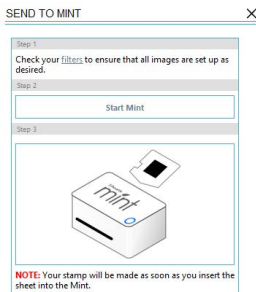 SEND TO MINT
Step 1
Check your filters to ensure that all images are set up as
desired.
Step 2
Start Mint
Step 3
mint
NOTE: Your stamp will be made as soon as you insert the
sheet into the Mint.